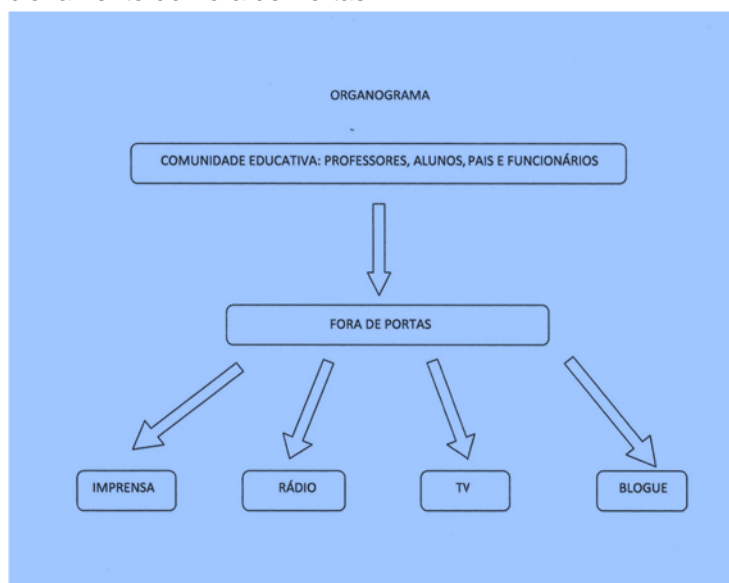 ORGANOGRAMA
COMUNIDADE EDUCATIVA: PROFESSORES, ALUNOS, PAIS E FUNCIONÁRIOS
FORA DE PORTAS
IMPRENSA RÁDIO TV BLOGUE